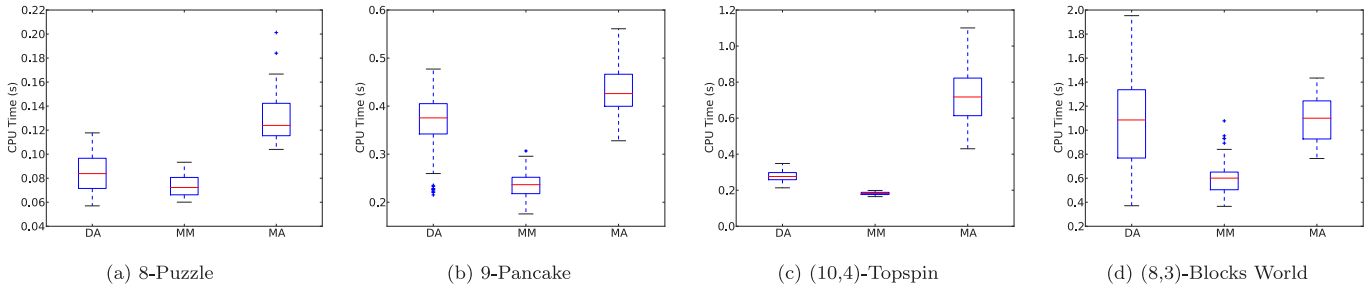 0.22
0.20
0.18
0.16
0.14
0.12
0.10
0.08
0.06
0.04
CPU Time (s)
DA MM MA
(a) 8-Puzzle
0.6
0.5
0.4
0.3
0.2
CPU Time (s)
DA MM MA
(b) 9-Pancake
1.2
1.0
0.8
0.6
0.4
0.2
0.0
CPU Time (s)
DA MM MA
(c) (10,4)-Topspin
2.0
1.8
1.6
1.4
1.2
1.0
0.8
0.6
0.4
0.2
CPU Time (s)
DA MM MA
(d) (8,3)-Blocks World